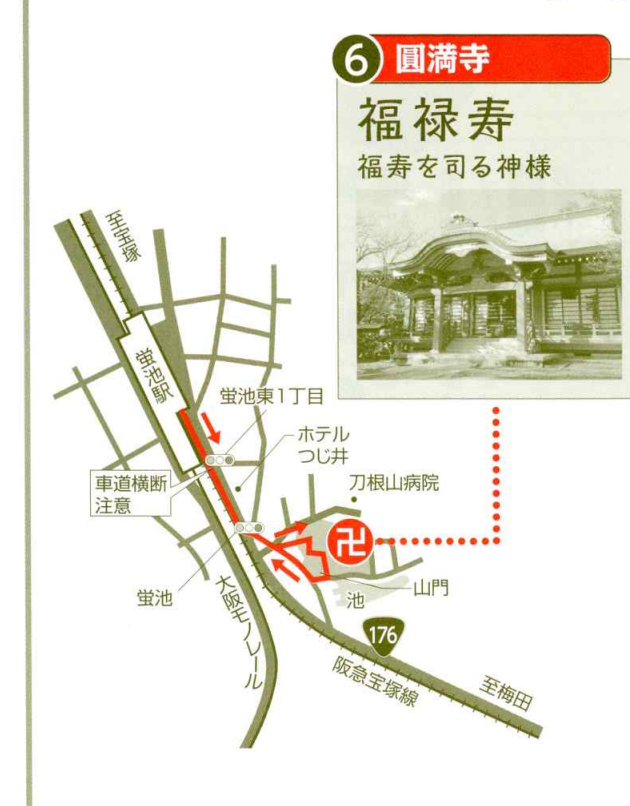 6 圓満寺
福禄寿
福寿を司る神様
至宝塚
蛍池駅
蛍池東1丁目
ホテル
つじ井
車道横断
注意
刀根山病院
卍
蛍池
山門
池
大阪モノレール
176
阪急宝塚線
至梅田